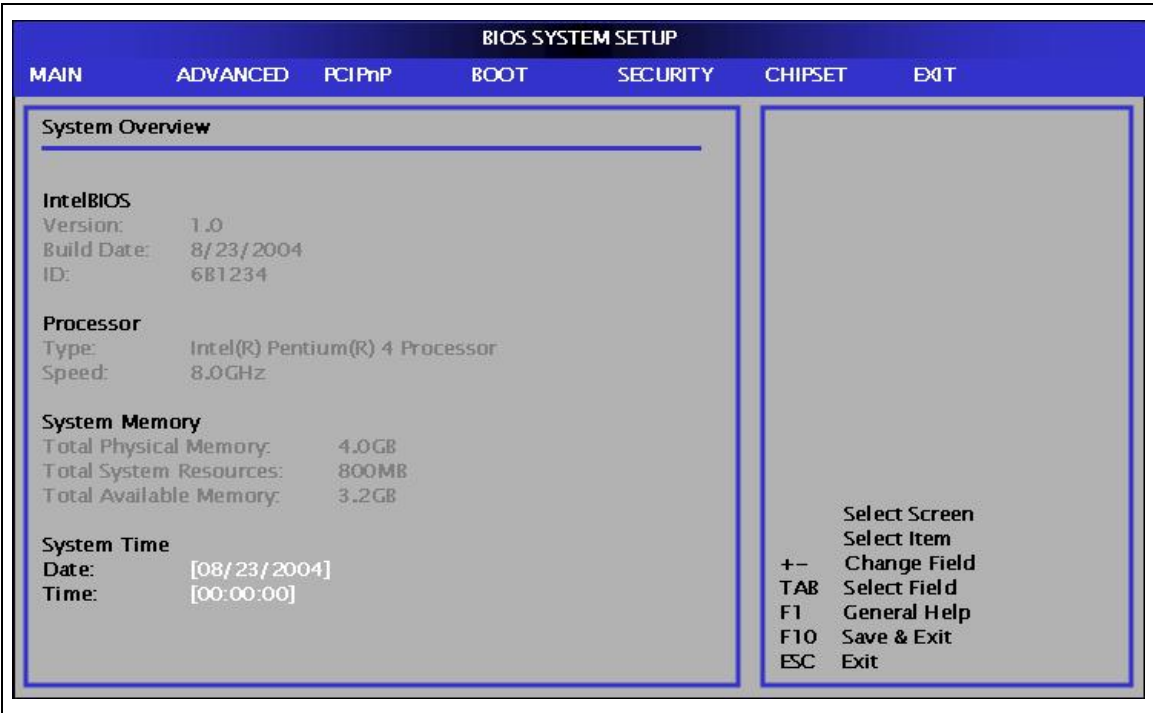 BIOS SYSTEM SETUP
MAIN ADVANCED PCIPnP BOOT SECURITY CHIPSET EXIT
System Overview
IntelBIOS
Version: 1.0
Build Date: 8/23/2004
ID: 6B1234
Processor
Type: Intel(R) Pentium(R) 4 Processor
Speed: 8.0GHz
System Memory
Total Physical Memory: 4.0GB
Total System Resources: 800MB
Total Available Memory: 3.2GB
System Time
Date: [08/23/2004]
Time: [00:00:00]
Select Screen
Select Item
+- Change Field
TAB Select Field
F1 General Help
F10 Save & Exit
ESC Exit